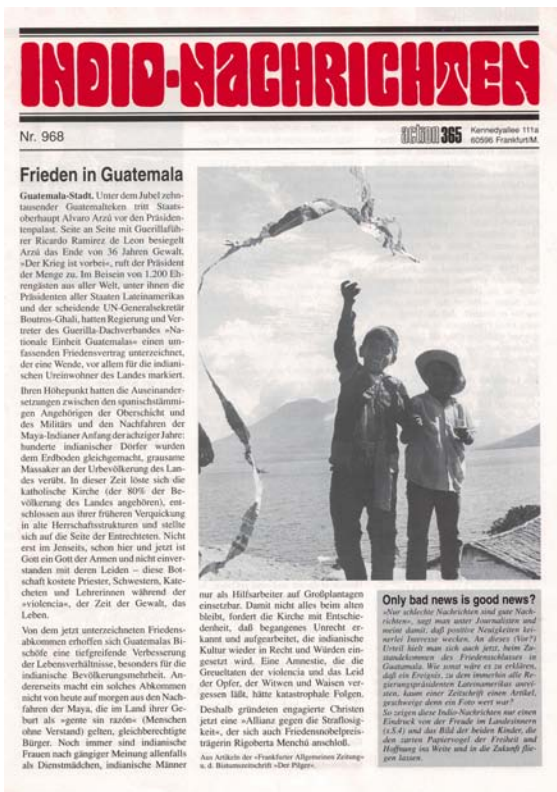 INDIO-NACHRICHTEN
Nr. 968
action 365
Kennedyallee 111a
60596 Frankfurt/M.
Frieden in Guatemala
Guatemala-Stadt. Unter dem Jubel zehn-
tausender Guatemalteken tritt Staats-
oberhaupt Alvaro Arzú vor den Präsiden-
tenpalast. Seite an Seite mit Guerillafüh-
rer Ricardo Ramirez de Leon besiegelt
Arzú das Ende von 36 Jahren Gewalt.
»Der Krieg ist vorbei«, ruft der Präsident
der Menge zu. Im Beisein von 1.200 Eh-
rengästen aus aller Welt, unter ihnen die
Präsidenten aller Staaten Lateinamerikas
und der scheidende UN-Generalsekretär
Boutros-Ghali, hatten Regierung und Ver-
treter des Guerilla-Dachverbandes »Na-
tionale Einheit Guatemalas« einen um-
fassenden Friedensvertrag unterzeichnet,
der eine Wende, vor allem für die indiani-
schen Ureinwohner des Landes markiert.
Ihren Höhepunkt hatten die Auseinander-
setzungen zwischen den spanischstämmi-
gen Angehörigen der Oberschicht und
des Militärs und den Nachfahren der
Maya-Indianer Anfang der achziger Jahre:
hunderte indianischer Dörfer wurden
dem Erdboden gleichgemacht, grausame
Massaker an der Urbevölkerung des Lan-
des verübt. In dieser Zeit löste sich die
katholische Kirche (der 80% der Be-
völkerung des Landes angehören), ent-
schlossen aus ihrer früheren Verquickung
in alte Herrschaftsstrukturen und stellte
sich auf die Seite der Entrechteten. Nicht
erst im Jenseits, schon hier und jetzt ist
Gott ein Gott der Armen und nicht einver-
standen mit deren Leiden – diese Bot-
schaft kostete Priester, Schwestern, Kate-
cheten und Lehrerinnen während der
»violencia«, der Zeit der Gewalt, das
Leben.
Von dem jetzt unterzeichneten Friedens-
abkommen erhoffen sich Guatemalas Bi-
schöfe eine tiefgreifende Verbesserung
der Lebensverhältnisse, besonders für die
indianische Bevölkerungsmehrheit. An-
dererseits macht ein solches Abkommen
nicht von heute auf morgen aus den Nach-
fahren der Maya, die im Land ihrer Ge-
burt als »gente sin razón« (Menschen
ohne Verstand) gelten, gleichberechtigte
Bürger. Noch immer sind indianische
Frauen nach gängiger Meinung allenfalls
als Dienstmädchen, indianische Männer
nur als Hilfsarbeiter auf Großplantagen
einsetzbar. Damit nicht alles beim alten
bleibt, fordert die Kirche mit Entschie-
denheit, daß begangenes Unrecht er-
kannt und aufgearbeitet, die indianische
Kultur wieder in Recht und Würden ein-
gesetzt wird. Eine Amnestie, die die
Greueltaten der violencia und das Leid
der Opfer, der Witwen und Waisen ver-
gessen läßt, hätte katastrophale Folgen.
Deshalb gründeten engagierte Christen
jetzt eine »Allianz gegen die Straflosig-
keit«, der sich auch Friedensnobelpreis-
trägerin Rigoberta Menchú anschloß.
Aus Artikeln der »Frankfurter Allgemeinen Zeitung«
u. d. Bistumszeitschrift »Der Pilger«.
Only bad news is good news?
»Nur schlechte Nachrichten sind gute Nach-
richten«, sagt man unter Journalisten und
meint damit, daß positive Neuigkeiten kei-
nerlei Interesse wecken. An dieses (Vor?)
Urteil hielt man sich auch jetzt, beim Zu-
standekommen des Friedensschlusses in
Guatamala. Wie sonst wäre es zu erklären,
daß ein Ereignis, zu dem immerhin alle Re-
gierungspräsidenten Lateinamerikas anrei-
sten, kaum einer Zeitschrift einen Artikel,
geschweige denn ein Foto wert war?
So zeigen diese Indio-Nachrichten nur einen
Eindruck von der Freude im Landesinnern
(s.S.4) und das Bild der beiden Kinder, die
den zarten Papiervogel der Freiheit und
Hoffnung ins Weite und in die Zukunft flie-
gen lassen.